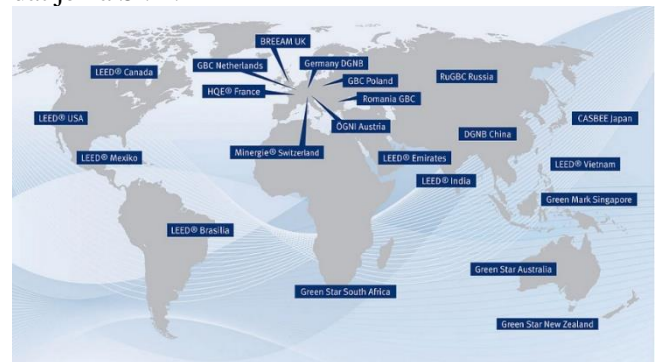 BREEAM UK
GBC Netherlands
Germany DGNB
LEED® Canada
GBC Poland
RuGBC Russia
HQE® France
Romania GBC
LEED® USA
CASBEE Japan
ÖGNI Austria
DGNB China
Minergie® Switzerland
LEED® Mexiko
LEED® Emirates
LEED® Vietnam
LEED® India
Green Mark Singapore
LEED® Brasilia
Green Star Australia
Green Star South Africa
Green Star New Zealand